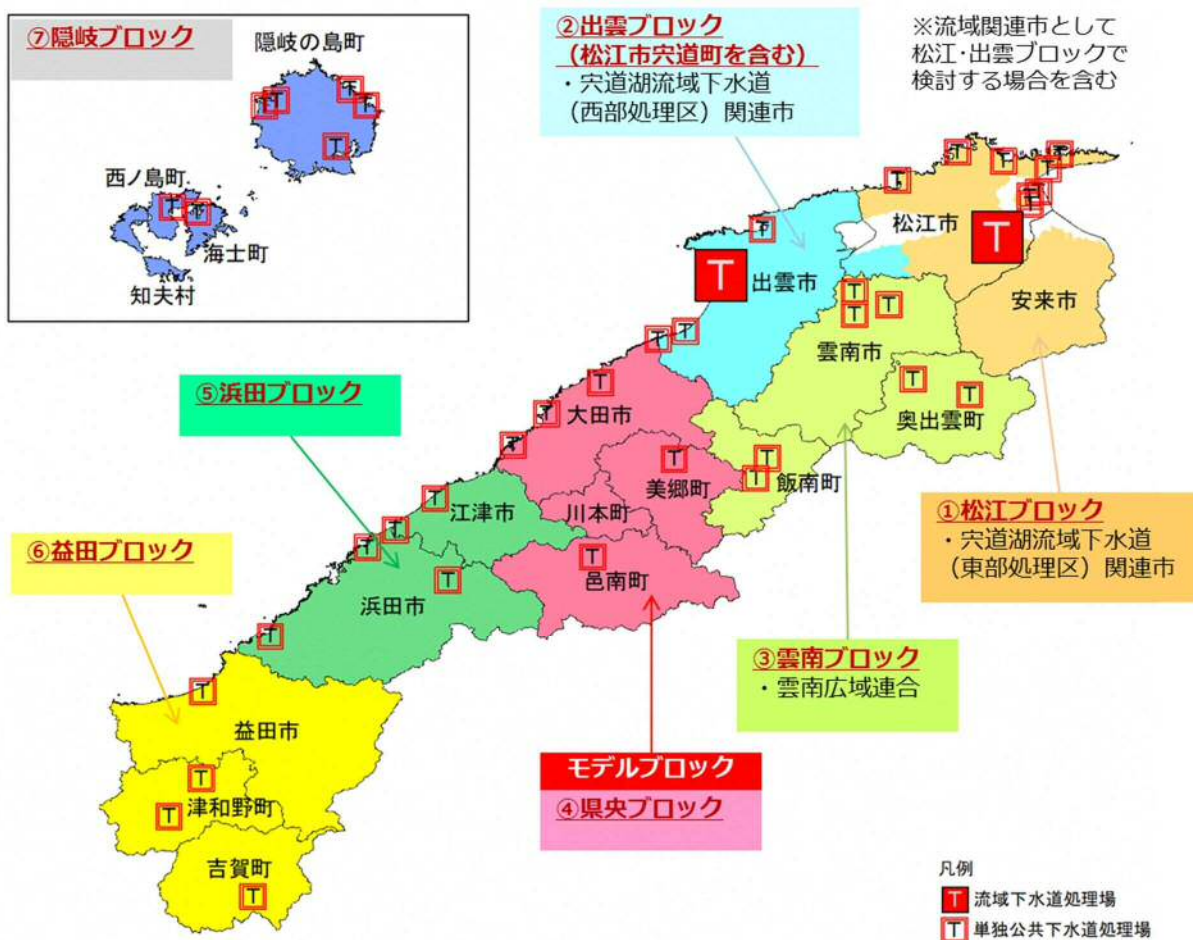 ⑦隠岐ブロック
隠岐の島町
西ノ島町
海士町
知夫村
②出雲ブロック
（松江市宍道町を含む）
・宍道湖流域下水道
（西部処理区）関連市
※流域関連市として
松江･出雲ブロックで
検討する場合を含む
松江市
T
T
出雲市
安来市
雲南市
奥出雲町
飯南町
⑤浜田ブロック
大田市
美郷町
川本町
邑南町
江津市
浜田市
①松江ブロック
・宍道湖流域下水道
（東部処理区）関連市
⑥益田ブロック
③雲南ブロック
・雲南広域連合
益田市
津和野町
吉賀町
モデルブロック
④県央ブロック
凡例
T 流域下水道処理場
T 単独公共下水道処理場